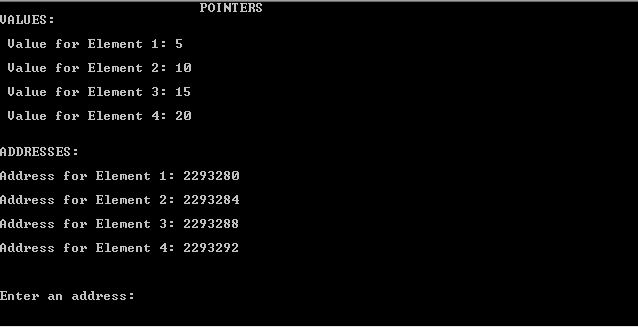 POINTERS
VALUES:
Value for Element 1: 5
Value for Element 2: 10
Value for Element 3: 15
Value for Element 4: 20
ADDRESSES:
Address for Element 1: 2293280
Address for Element 2: 2293284
Address for Element 3: 2293288
Address for Element 4: 2293292
Enter an address: